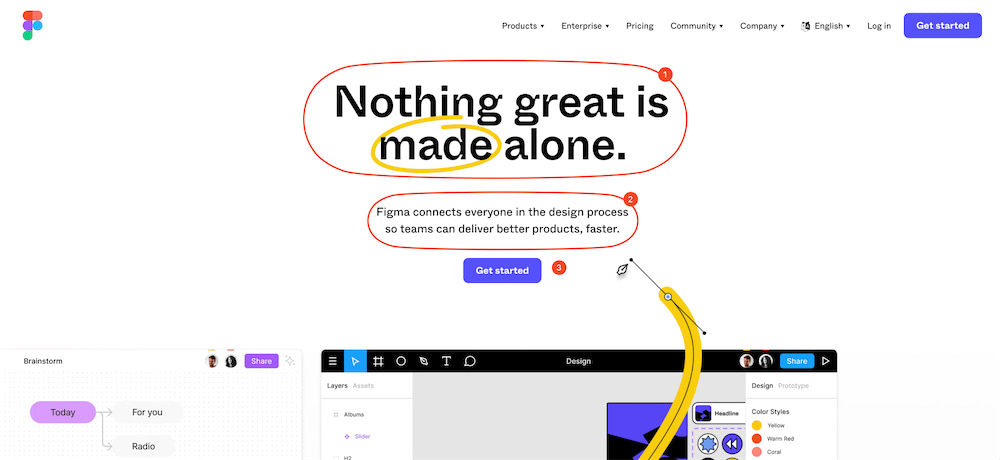 Products Enterprise Pricing Community Company English Log in Get started
1
Nothing great is
made alone.
2
Figma connects everyone in the design process
so teams can deliver better products, faster.
Get started 3
Brainstorm Share
Today For you
Radio
Design Share
Layers Assets
Albums
Slider
H2
Headline
Design Prototype
Color Styles
Yellow
Warm Red
Coral